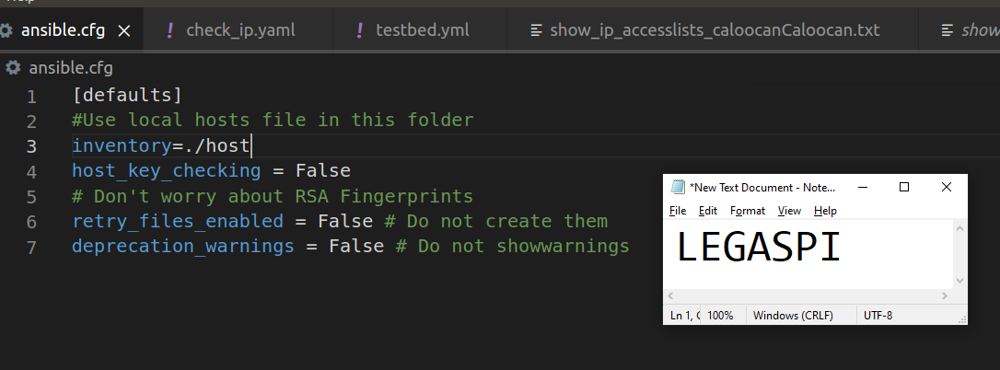 ansible.cfg check_ip.yaml testbed.yml show_ip_accesslists_caloocanCaloocan.txt show
ansible.cfg
1 [defaults]
2 #Use local hosts file in this folder
3 inventory=./host
4 host_key_checking = False
5 # Don't worry about RSA Fingerprints
6 retry_files_enabled = False # Do not create them
7 deprecation_warnings = False # Do not showwarnings
*New Text Document - Note...
File Edit Format View Help
LEGASPI
Ln 1, C 100% Windows (CRLF) UTF-8